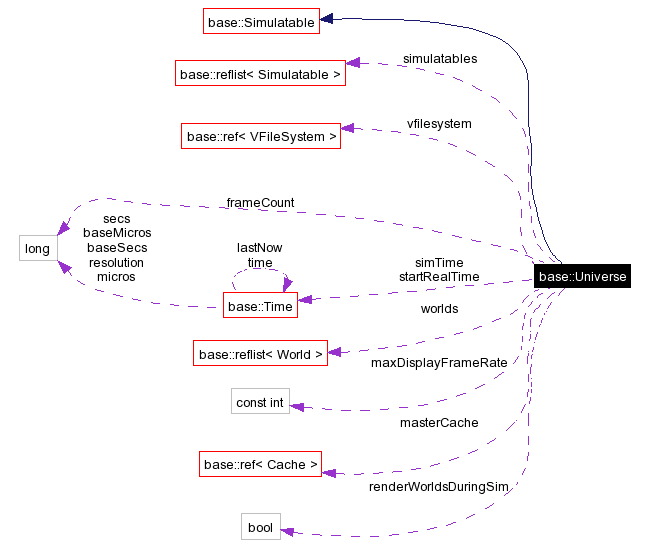 base::Simulatable
simulatables
base::reflist< Simulatable >
vfilesystem
base::ref< VFileSystem >
frameCount
secs
baseMicros
baseSecs
resolution
micros
long
lastNow
time
simTime
startRealTime
base::Universe
base::Time
worlds
base::reflist< World >
maxDisplayFrameRate
const int
masterCache
base::ref< Cache >
renderWorldsDuringSim
bool